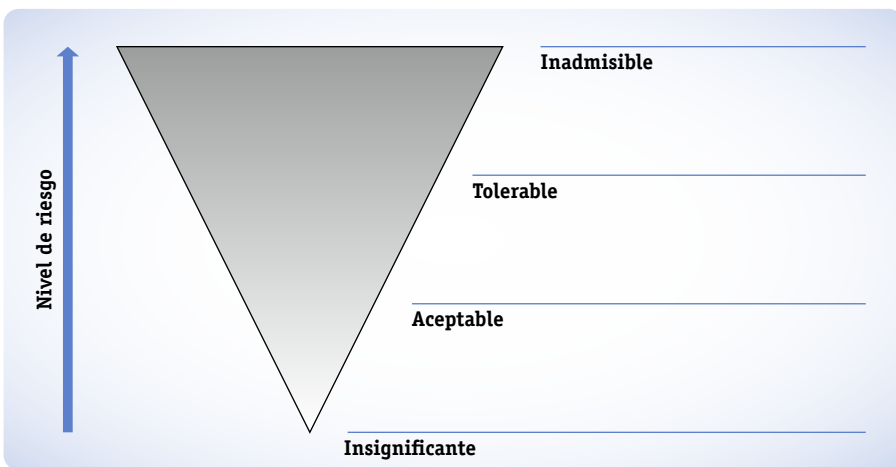 Nivel de riesgo
Inadmisible
Tolerable
Aceptable
Insignificante